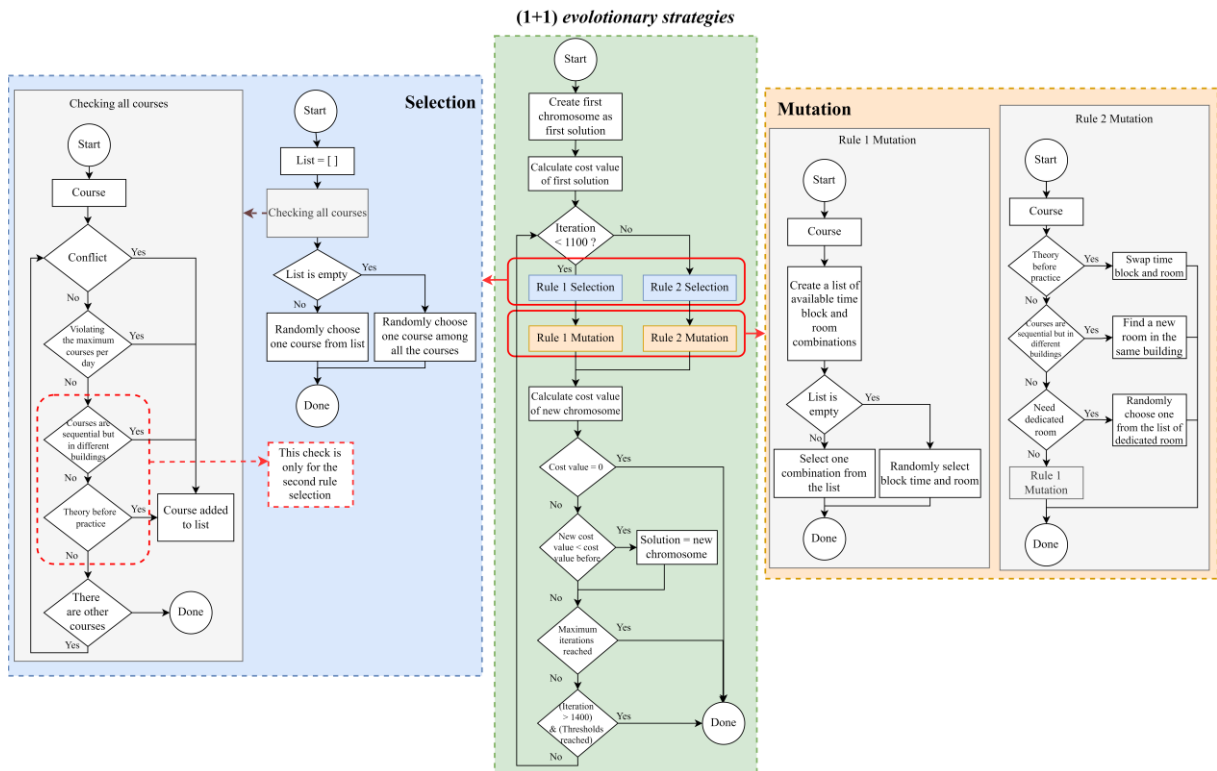 (1+1) evolotionary strategies
Selection
Checking all courses
Start
Course
Conflict
Yes
No
Violating
the maximum
courses per
day
Yes
No
Courses are
sequential but
in different
buildings
Yes
No
Theory before
practice
Yes
No
Course added
to list
There
are other
courses
Yes
Done
This check is
only for the
second rule
selection
Start
List = [ ]
Checking all courses
List is empty
Yes
No
Randomly choose
one course from list
Randomly choose
one course among
all the courses
Done
Start
Create first
chromosome as
first solution
Calculate cost value
of first solution
Iteration
< 1100 ?
No
Yes
Rule 1 Selection
Rule 2 Selection
Rule 1 Mutation
Rule 2 Mutation
Calculate cost value
of new chromosome
Cost value = 0
Yes
No
New cost
value < cost
value before
Yes
Solution = new
chromosome
No
Maximum
iterations
reached
Yes
No
(Iteration
> 1400)
& (Thresholds
reached)
Yes
No
Done
Mutation
Rule 1 Mutation
Start
Course
Create a list of
available time
block and
room
combinations
List is
empty
Yes
No
Select one
combination from
the list
Randomly select
block time and room
Done
Rule 2 Mutation
Start
Course
Theory
before
practice
Yes
Swap time
block and room
No
Courses are
sequential but in
different
buildings
Yes
Find a new
room in the
same building
No
Need
dedicated
room
Yes
Randomly
choose one
from the list of
dedicated room
No
Rule 1
Mutation
Done